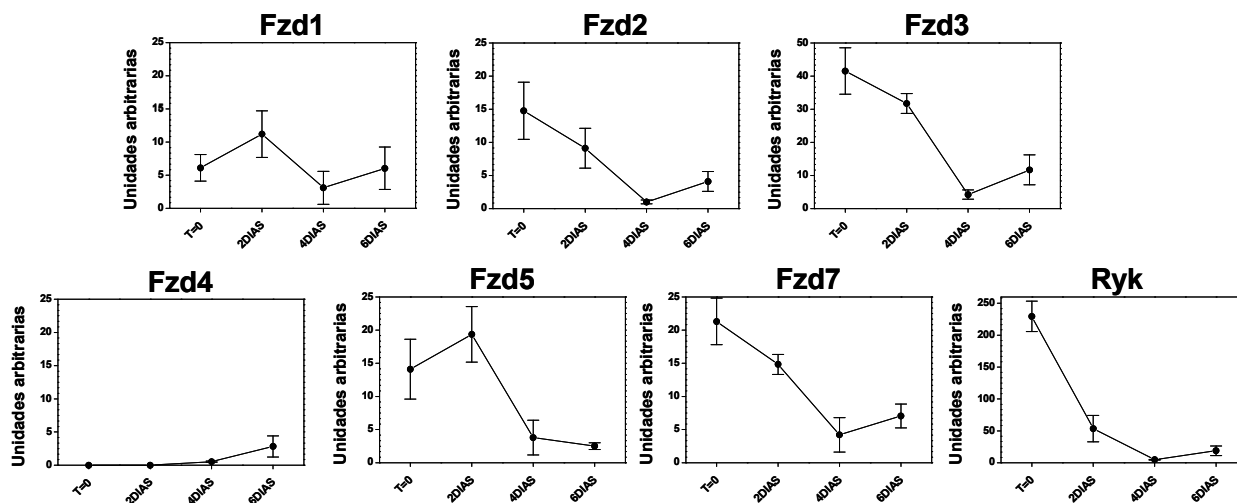 Fzd1
Fzd2
Fzd3
Unidades arbitrarias
25
20
15
10
5
0
T=0
2DIAS
4DIAS
6DIAS
Unidades arbitrarias
25
20
15
10
5
0
T=0
2DIAS
4DIAS
6DIAS
Unidades arbitrarias
50
40
30
20
10
0
T=0
2DIAS
4DIAS
6DIAS
Fzd4
Fzd5
Fzd7
Ryk
Unidades arbitrarias
25
20
15
10
5
0
T=0
2DIAS
4DIAS
6DIAS
Unidades arbitrarias
25
20
15
10
5
0
T=0
2DIAS
4DIAS
6DIAS
Unidades arbitrarias
25
20
15
10
5
0
T=0
2DIAS
4DIAS
6DIAS
Unidades arbitrarias
250
200
150
100
50
0
T=0
2DIAS
4DIAS
6DIAS